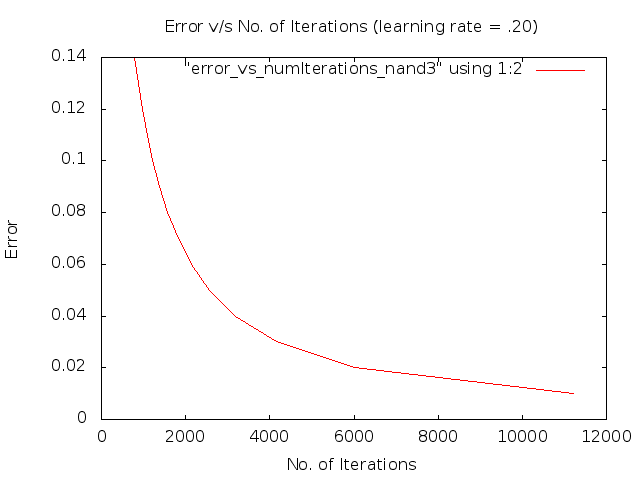 Error v/s No. of Iterations (learning rate = .20)
"error_vs_numIterations_nand3" using 1:2
0.14
0.12
0.1
0.08
0.06
0.04
0.02
0
Error
0 2000 4000 6000 8000 10000 12000
No. of Iterations